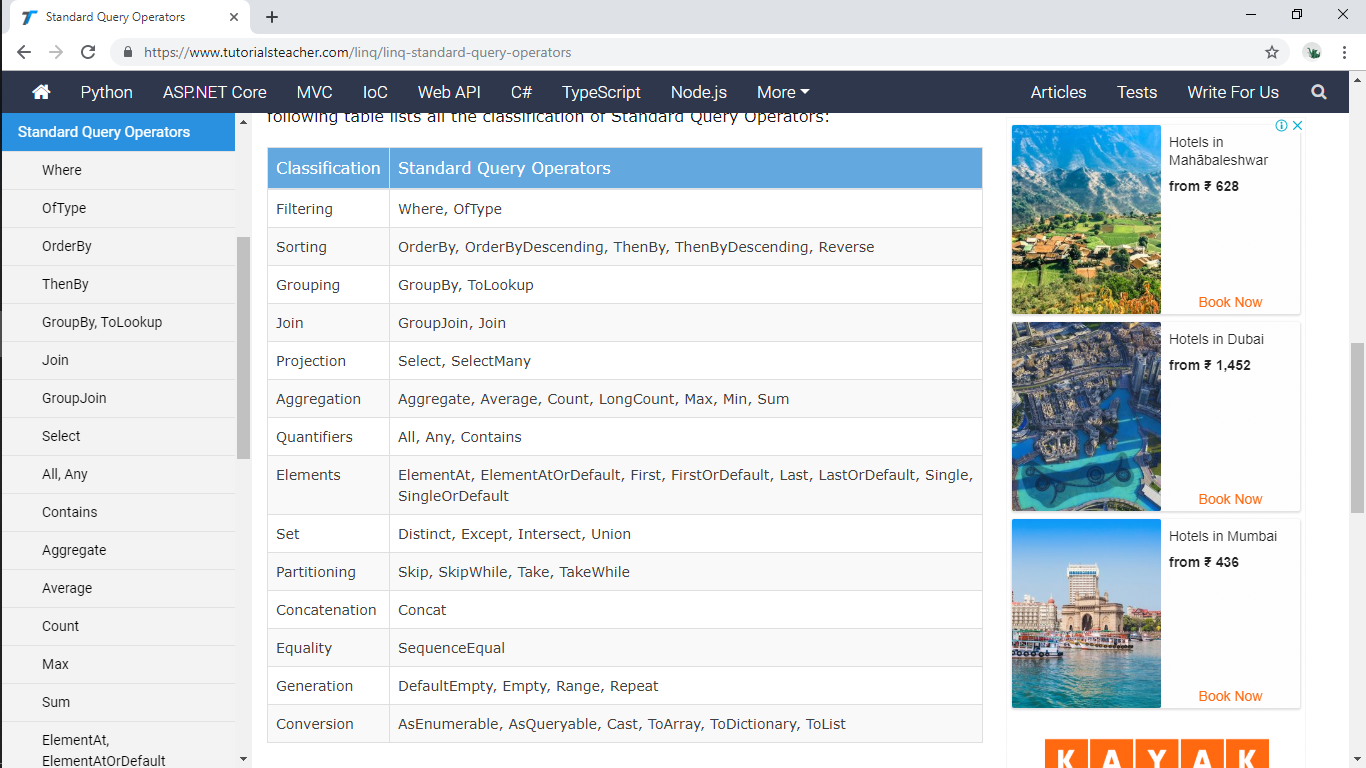 Standard Query Operators
https://www.tutorialsteacher.com/linq/linq-standard-query-operators
Python ASP.NET Core MVC IoC Web API C# TypeScript Node.js More Articles Tests Write For Us
Standard Query Operators
Where
OfType
OrderBy
ThenBy
GroupBy, ToLookup
Join
GroupJoin
Select
All, Any
Contains
Aggregate
Average
Count
Max
Sum
ElementAt,
ElementAtOrDefault
following table lists all the classification of Standard Query Operators:
Classification Standard Query Operators
Filtering Where, OfType
Sorting OrderBy, OrderByDescending, ThenBy, ThenByDescending, Reverse
Grouping GroupBy, ToLookup
Join GroupJoin, Join
Projection Select, SelectMany
Aggregation Aggregate, Average, Count, LongCount, Max, Min, Sum
Quantifiers All, Any, Contains
Elements ElementAt, ElementAtOrDefault, First, FirstOrDefault, Last, LastOrDefault, Single,
SingleOrDefault
Set Distinct, Except, Intersect, Union
Partitioning Skip, SkipWhile, Take, TakeWhile
Concatenation Concat
Equality SequenceEqual
Generation DefaultEmpty, Empty, Range, Repeat
Conversion AsEnumerable, AsQueryable, Cast, ToArray, ToDictionary, ToList
Hotels in
Mahābaleshwar
from ₹ 628
Book Now
Hotels in Dubai
from ₹ 1,452
Book Now
Hotels in Mumbai
from ₹ 436
Book Now
KAYAK